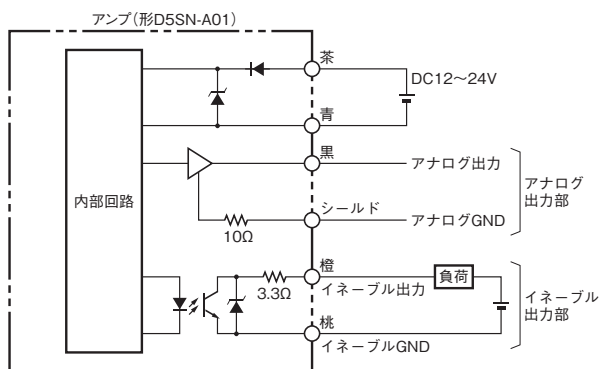 アンプ(形D5SN-A01)
茶
DC12～24V
青
黒
アナログ出力
アナログ
出力部
内部回路
シールド
アナログGND
10Ω
橙
負荷
3.3Ω
イネーブル出力
イネーブル
出力部
桃
イネーブルGND